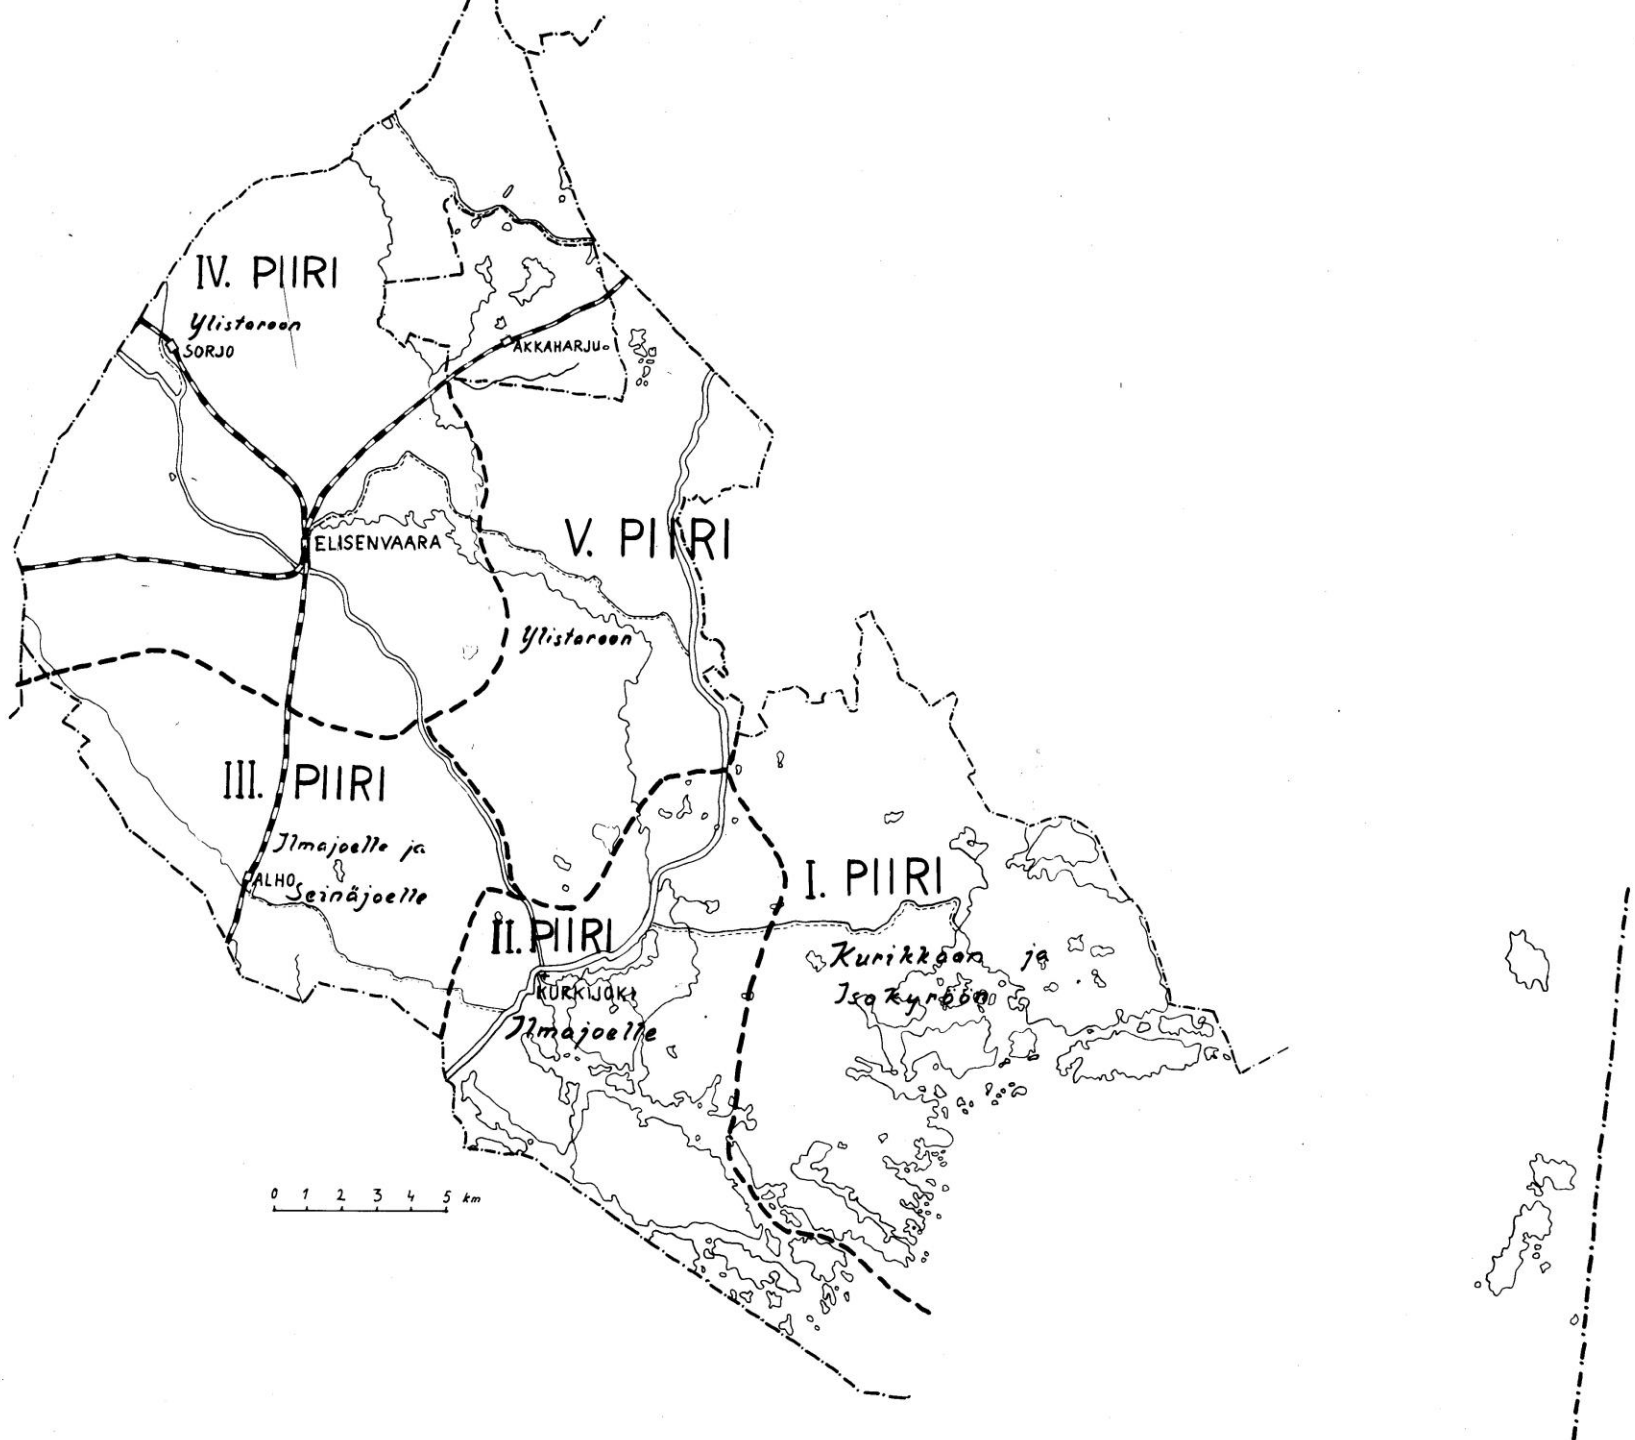 IV. PIIRI
Ylistaroon
SORJO
ÄKKAHARJU
ELISENVAARA
V. PIIRI
Ylistaroon
III. PIIRI
Ilmajoelle ja
Seinäjoelle
ALHO
I. PIIRI
Kurikkaan ja
Isokyröön
II. PIIRI
KURKIJOKI
Ilmajoelle
0 1 2 3 4 5 km